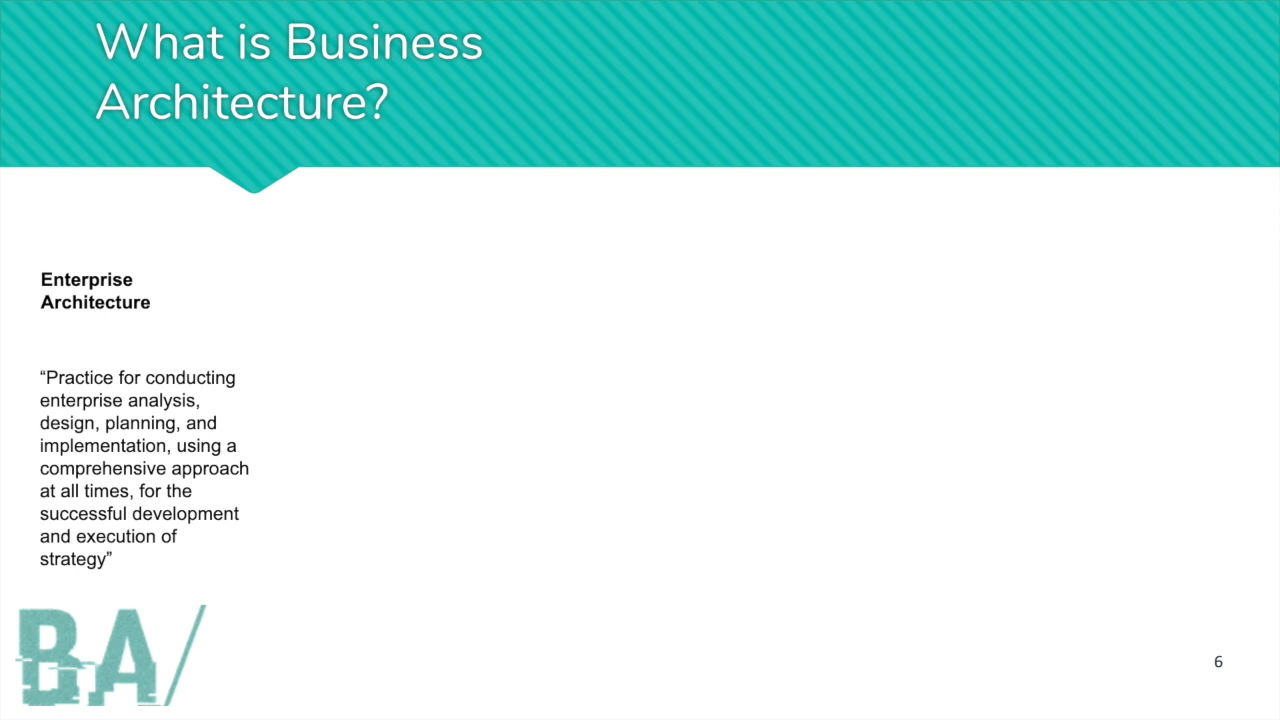 What is Business
Architecture?
Enterprise
Architecture
“Practice for conducting
enterprise analysis,
design, planning, and
implementation, using a
comprehensive approach
at all times, for the
successful development
and execution of
strategy”
BA/
6